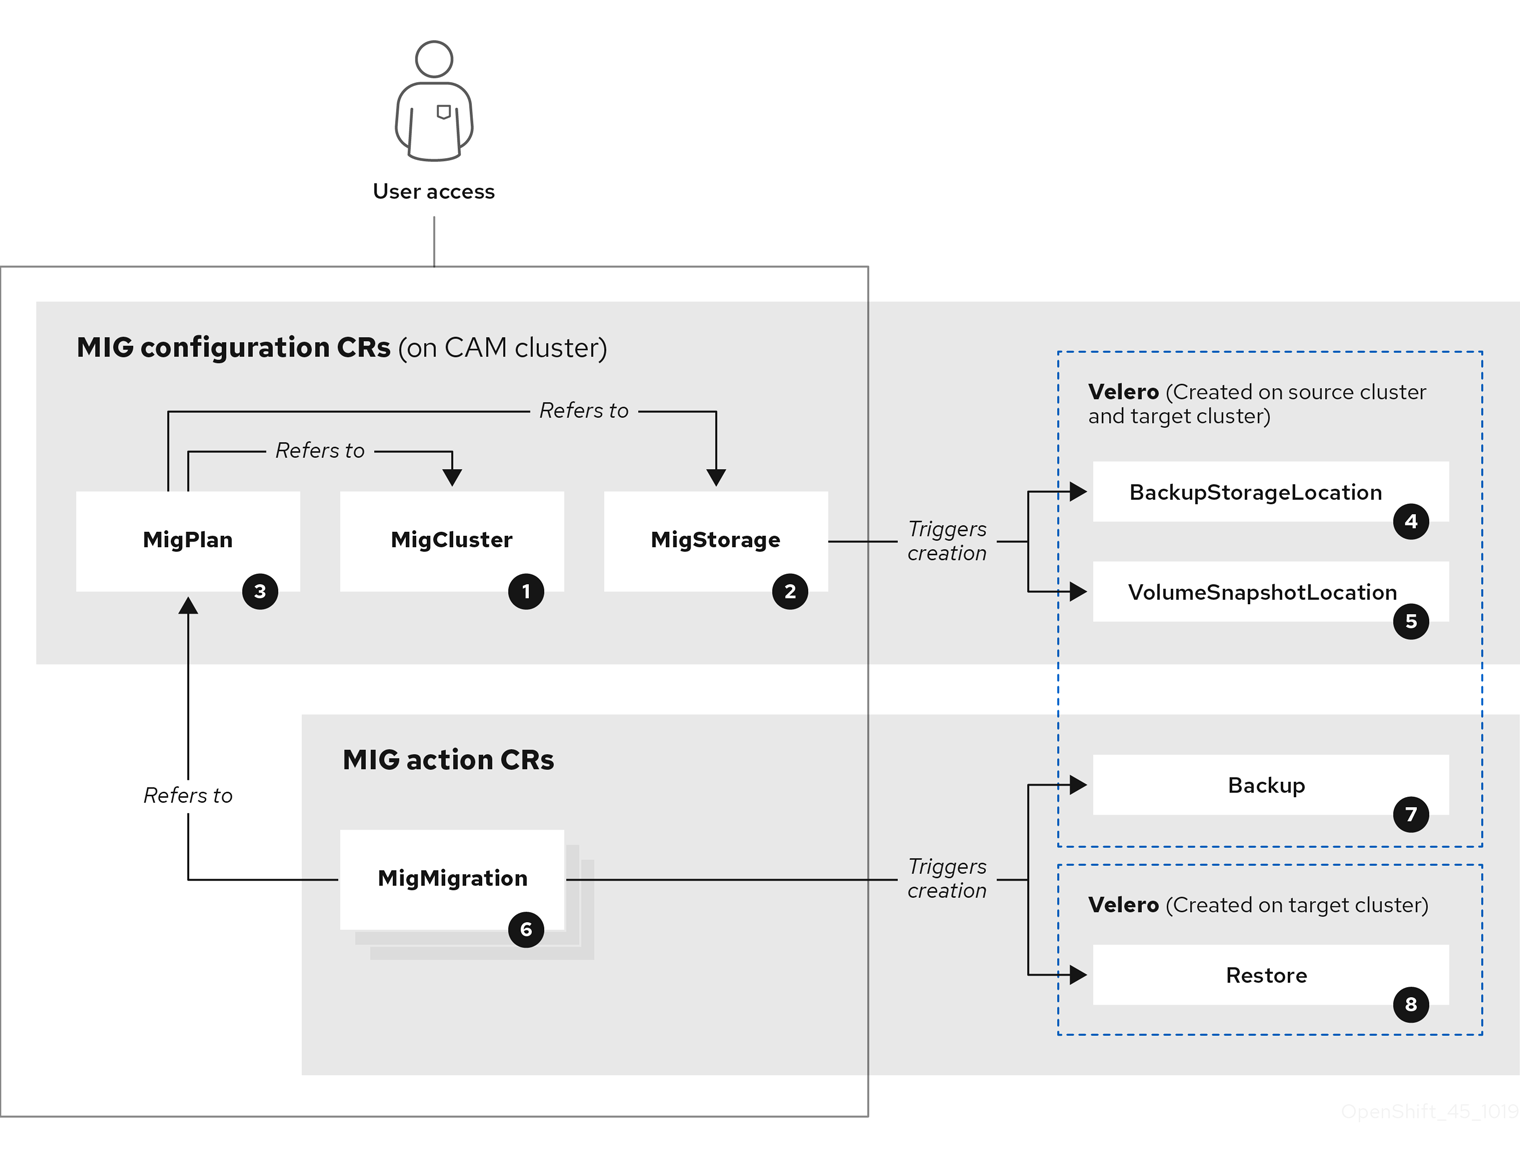 User access
MIG configuration CRs (on CAM cluster)
Refers to
Refers to
MigPlan
3
MigCluster
1
MigStorage
2
Triggers
creation
Velero (Created on source cluster
and target cluster)
BackupStorageLocation
4
VolumeSnapshotLocation
5
Refers to
MIG action CRs
MigMigration
6
Triggers
creation
Backup
7
Velero (Created on target cluster)
Restore
8
OpenShift_45_1019